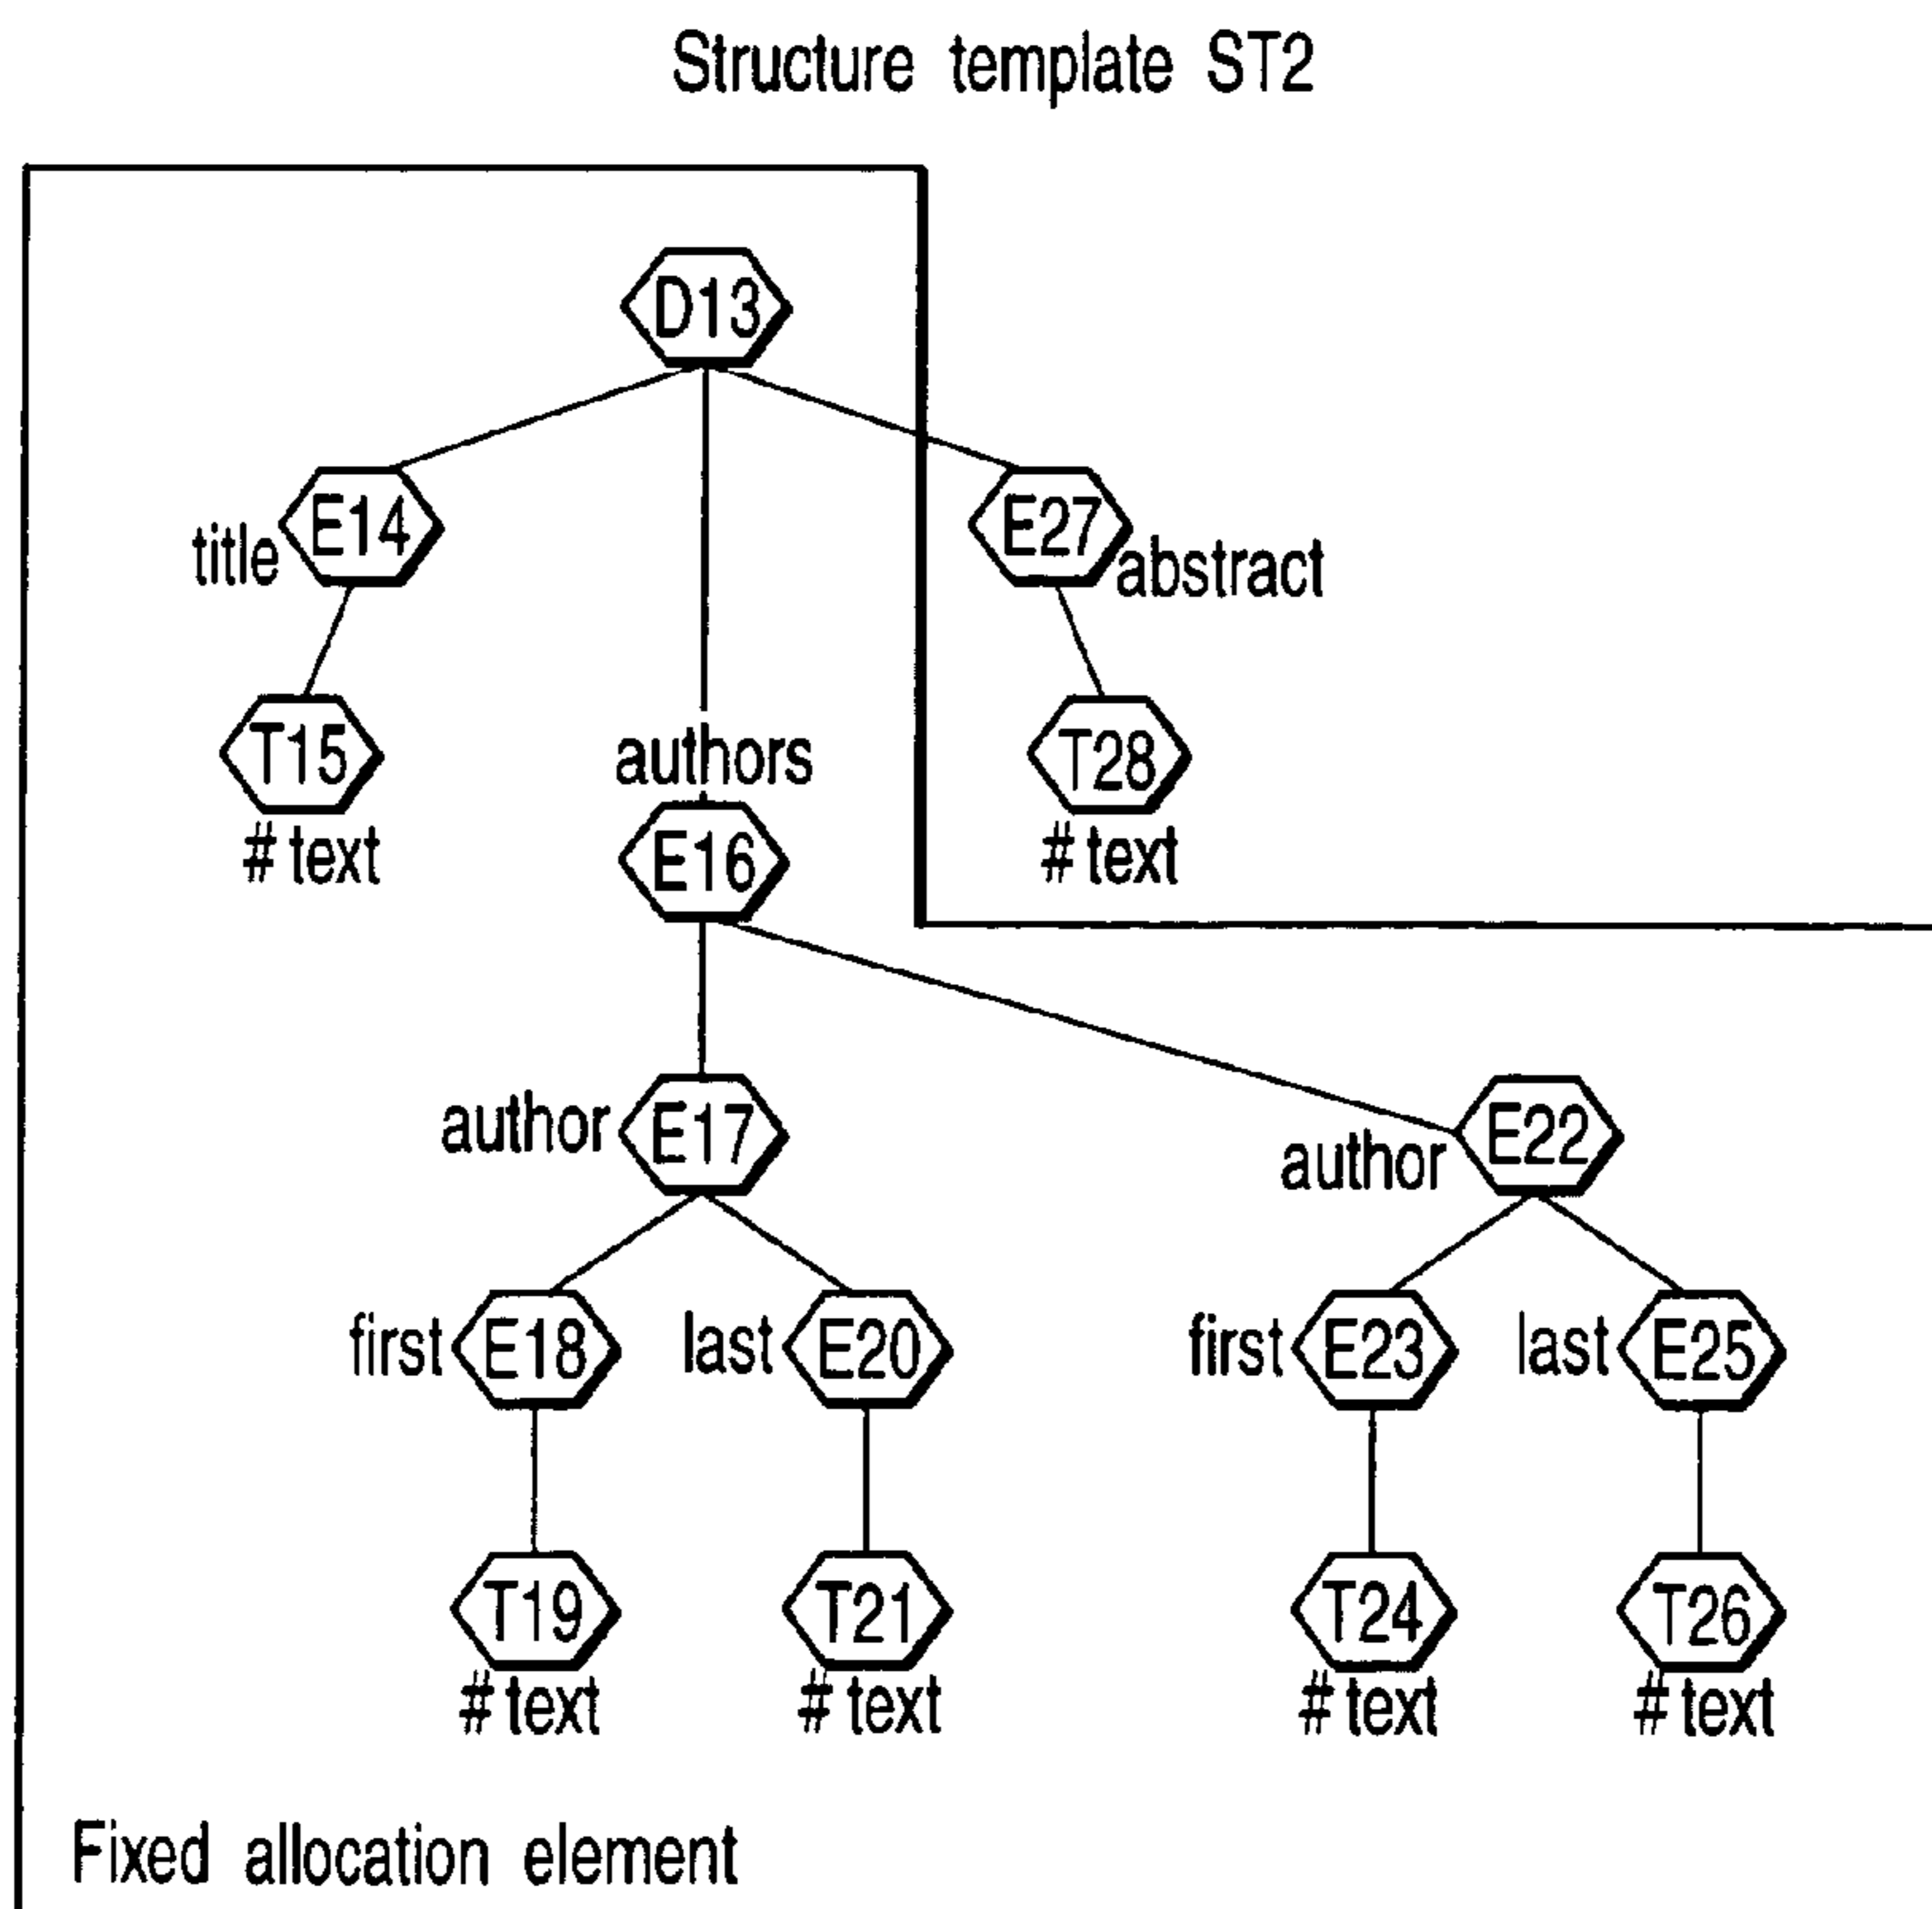 Structure template ST2
D13
title E14
E27 abstract
T15
# text
authors
T28
# text
E16
author E17
author E22
first E18
last E20
first E23
last E25
T19
# text
T21
# text
T24
# text
T26
# text
Fixed allocation element